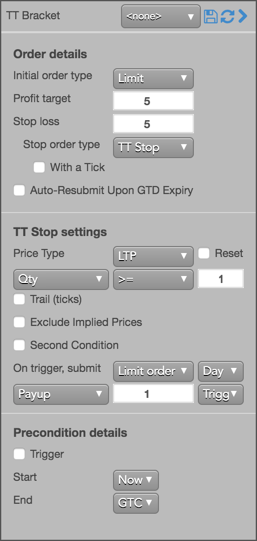 TT Bracket <none>
Order details
Initial order type Limit
Profit target 5
Stop loss 5
Stop order type TT Stop
With a Tick
Auto-Resubmit Upon GTD Expiry
TT Stop settings
Price Type LTP Reset
Qty >= 1
Trail (ticks)
Exclude Implied Prices
Second Condition
On trigger, submit Limit order Day
Payup 1 Trigg
Precondition details
Trigger
Start Now
End GTC